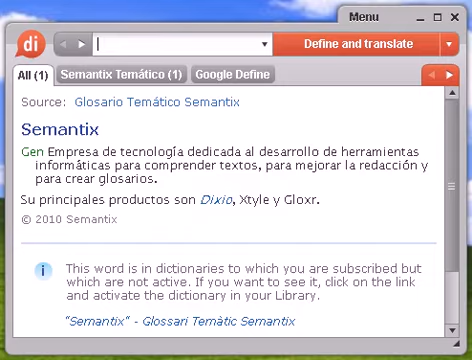 Menu
di
Define and translate
All (1)
Semantix Temático (1)
Google Define
Source: Glosario Temático Semantix
Semantix
Gen Empresa de tecnología dedicada al desarrollo de herramientas
informáticas para comprender textos, para mejorar la redacción y
para crear glosarios.
Su principales productos son Dixio, Xtyle y Gloxr.
© 2010 Semantix
i
This word is in dictionaries to which you are subscribed but
which are not active. If you want to see it, click on the link
and activate the dictionary in your Library.
"Semantix" - Glossari Temàtic Semantix